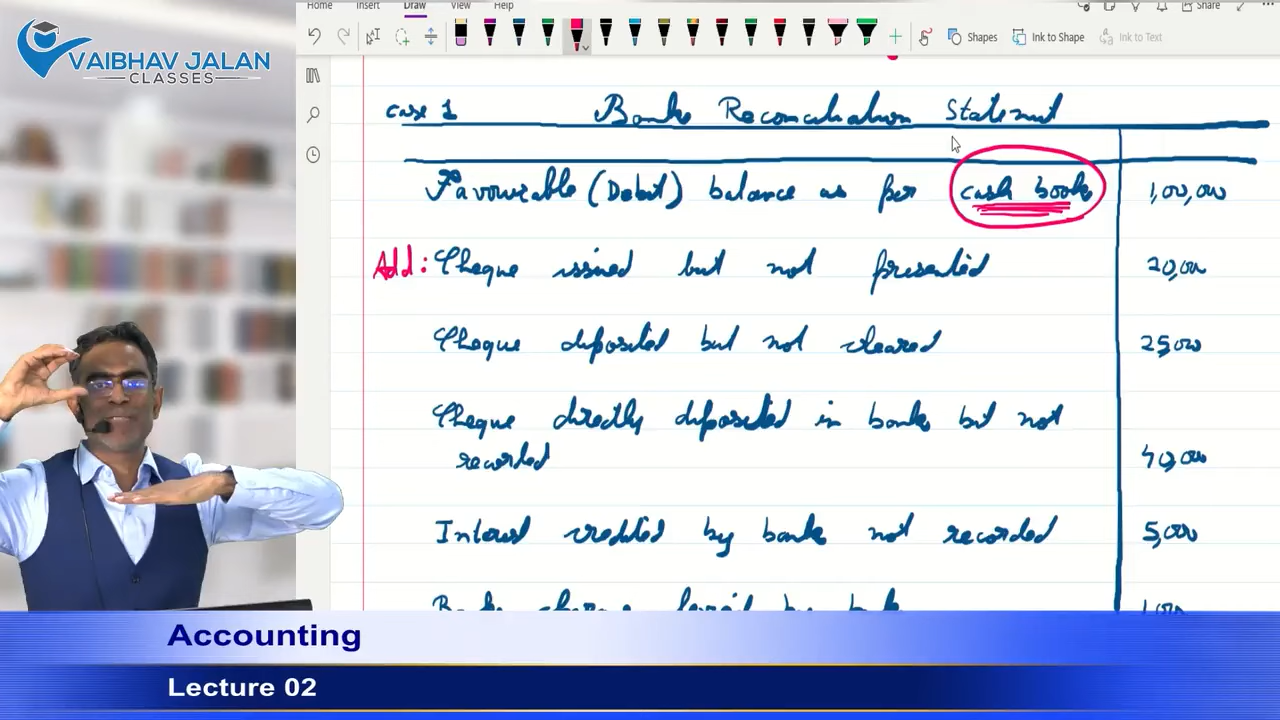 Home Insert Draw View Help Share
VAIBHAV JALAN
CLASSES
Shapes Ink to Shape Ink to Text
case 1 Bank Reconciliation Statement
Favourable (Debit) balance as per cash book 1,00,000
Add: Cheque issued but not presented 20,000
Cheque deposited but not cleared 25,000
Cheque directly deposited in bank but not
recorded 40,000
Interest credited by bank not recorded 5,000
Accounting
Lecture 02